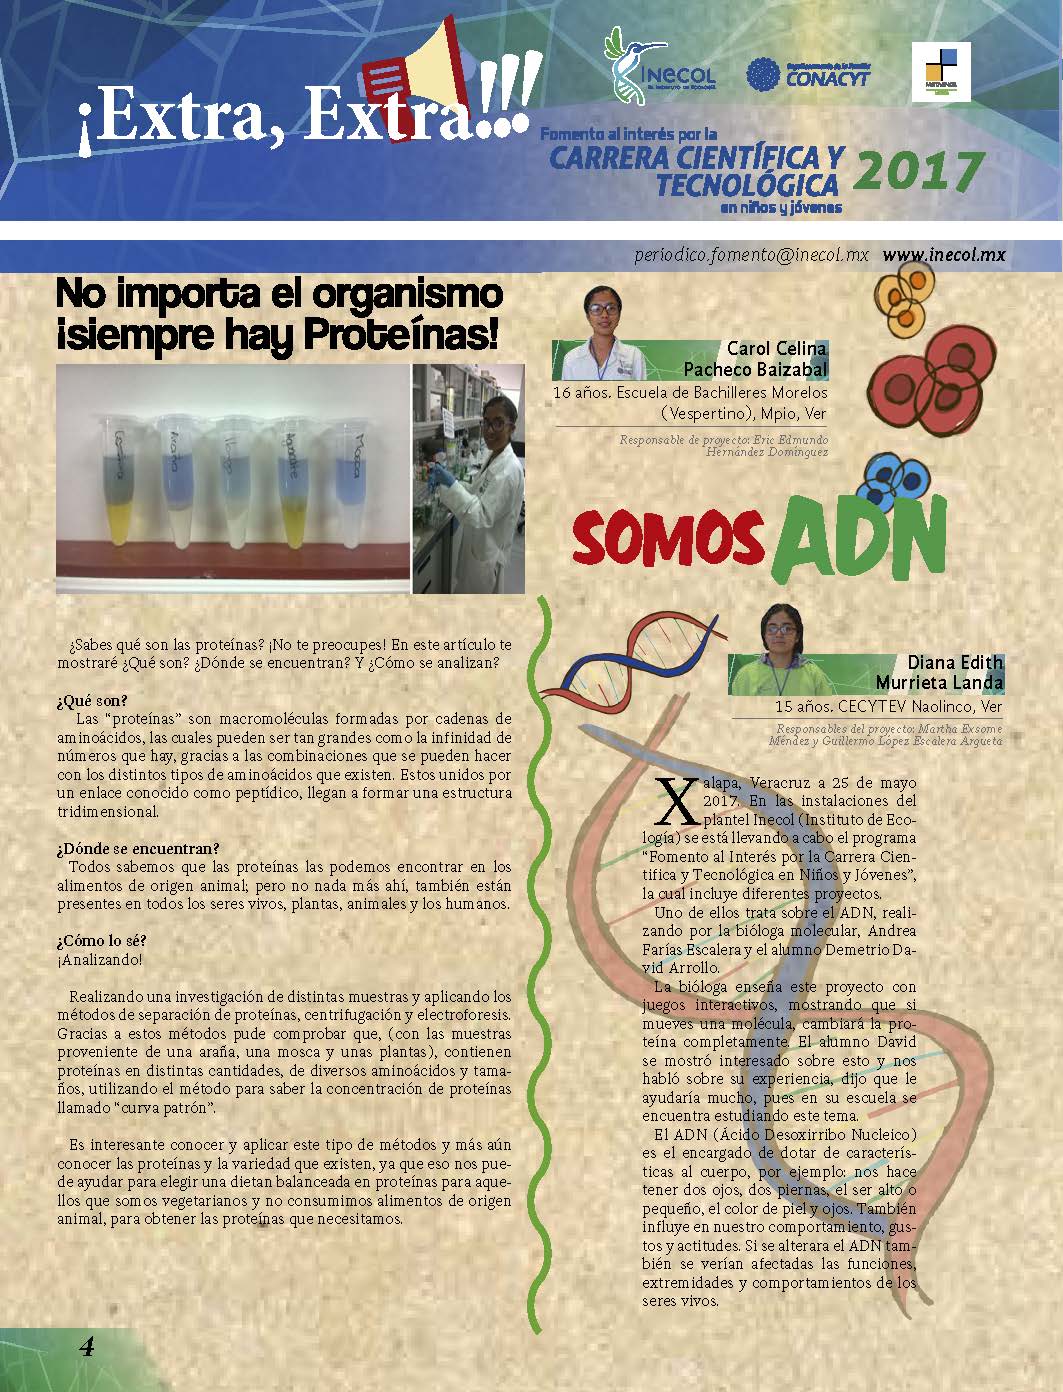 ¡Extra, Extra!!!
INECOL
CONACYT
Fomento al interés por la
CARRERA CIENTÍFICA Y
TECNOLÓGICA
en niños y jóvenes
2017
periodico.fomento@inecol.mx www.inecol.mx
No importa el organismo
¡siempre hay Proteínas!
Araña
Mosca
¿Sabes qué son las proteínas? ¡No te preocupes! En este artículo te
mostraré ¿Qué son? ¿Dónde se encuentran? Y ¿Cómo se analizan?
¿Qué son?
Las “proteínas” son macromoléculas formadas por cadenas de
aminoácidos, las cuales pueden ser tan grandes como la infinidad de
números que hay, gracias a las combinaciones que se pueden hacer
con los distintos tipos de aminoácidos que existen. Estos unidos por
un enlace conocido como peptídico, llegan a formar una estructura
tridimensional.
¿Dónde se encuentran?
Todos sabemos que las proteínas las podemos encontrar en los
alimentos de origen animal; pero no nada más ahí, también están
presentes en todos los seres vivos, plantas, animales y los humanos.
¿Cómo lo sé?
¡Analizando!
Realizando una investigación de distintas muestras y aplicando los
métodos de separación de proteínas, centrifugación y electroforesis.
Gracias a estos métodos pude comprobar que, (con las muestras
proveniente de una araña, una mosca y unas plantas), contienen
proteínas en distintas cantidades, de diversos aminoácidos y tama-
ños, utilizando el método para saber la concentración de proteínas
llamado “curva patrón”.
Es interesante conocer y aplicar este tipo de métodos y más aún
conocer las proteínas y la variedad que existen, ya que eso nos pue-
de ayudar para elegir una dietan balanceada en proteínas para aque-
llos que somos vegetarianos y no consumimos alimentos de origen
animal, para obtener las proteínas que necesitamos.
Carol Celina
Pacheco Baizabal
16 años. Escuela de Bachilleres Morelos
(Vespertino), Mpio, Ver
Responsable de proyecto: Eric Edmundo
Hernández Domínguez
SOMOS ADN
Diana Edith
Murrieta Landa
15 años. CECYTEV Naolinco, Ver
Responsables del proyecto: Martha Exsome
Méndez y Guillermo López Escalera Argueta
Xalapa, Veracruz a 25 de mayo
2017. En las instalaciones del
plantel Inecol (Instituto de Eco-
logía) se está llevando a cabo el programa
“Fomento al Interés por la Carrera Cien-
tifica y Tecnológica en Niños y Jóvenes”,
la cual incluye diferentes proyectos.
Uno de ellos trata sobre el ADN, reali-
zando por la bióloga molecular, Andrea
Farías Escalera y el alumno Demetrio Da-
vid Arrollo.
La bióloga enseña este proyecto con
juegos interactivos, mostrando que si
mueves una molécula, cambiará la pro-
teína completamente. El alumno David
se mostró interesado sobre esto y nos
habló sobre su experiencia, dijo que le
ayudaría mucho, pues en su escuela se
encuentra estudiando este tema.
El ADN (Ácido Desoxirribo Nucleico)
es el encargado de dotar de caracterís-
ticas al cuerpo, por ejemplo: nos hace
tener dos ojos, dos piernas, el ser alto o
pequeño, el color de piel y ojos. También
influye en nuestro comportamiento, gus-
tos y actitudes. Si se alterara el ADN tam-
bién se verían afectadas las funciones,
extremidades y comportamientos de los
seres vivos.
4